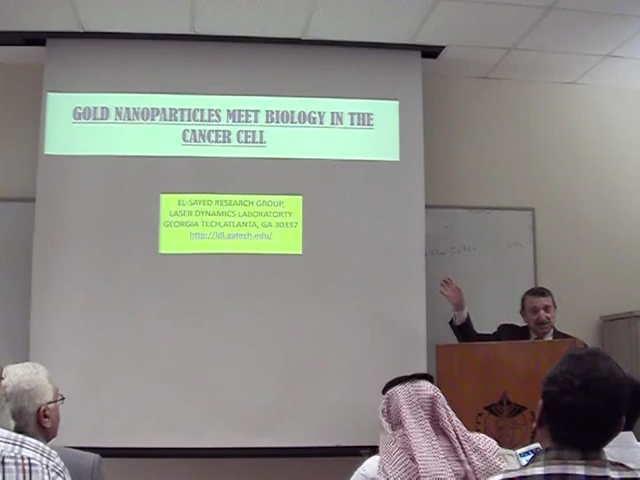 GOLD NANOPARTICLES MEET BIOLOGY IN THE
CANCER CELL
EL-SAYED RESEARCH GROUP,
LASER DYNAMICS LABORATORTY
GEORGIA TECH,ATLANTA, GA 30337
http://ldl.gatech.edu/